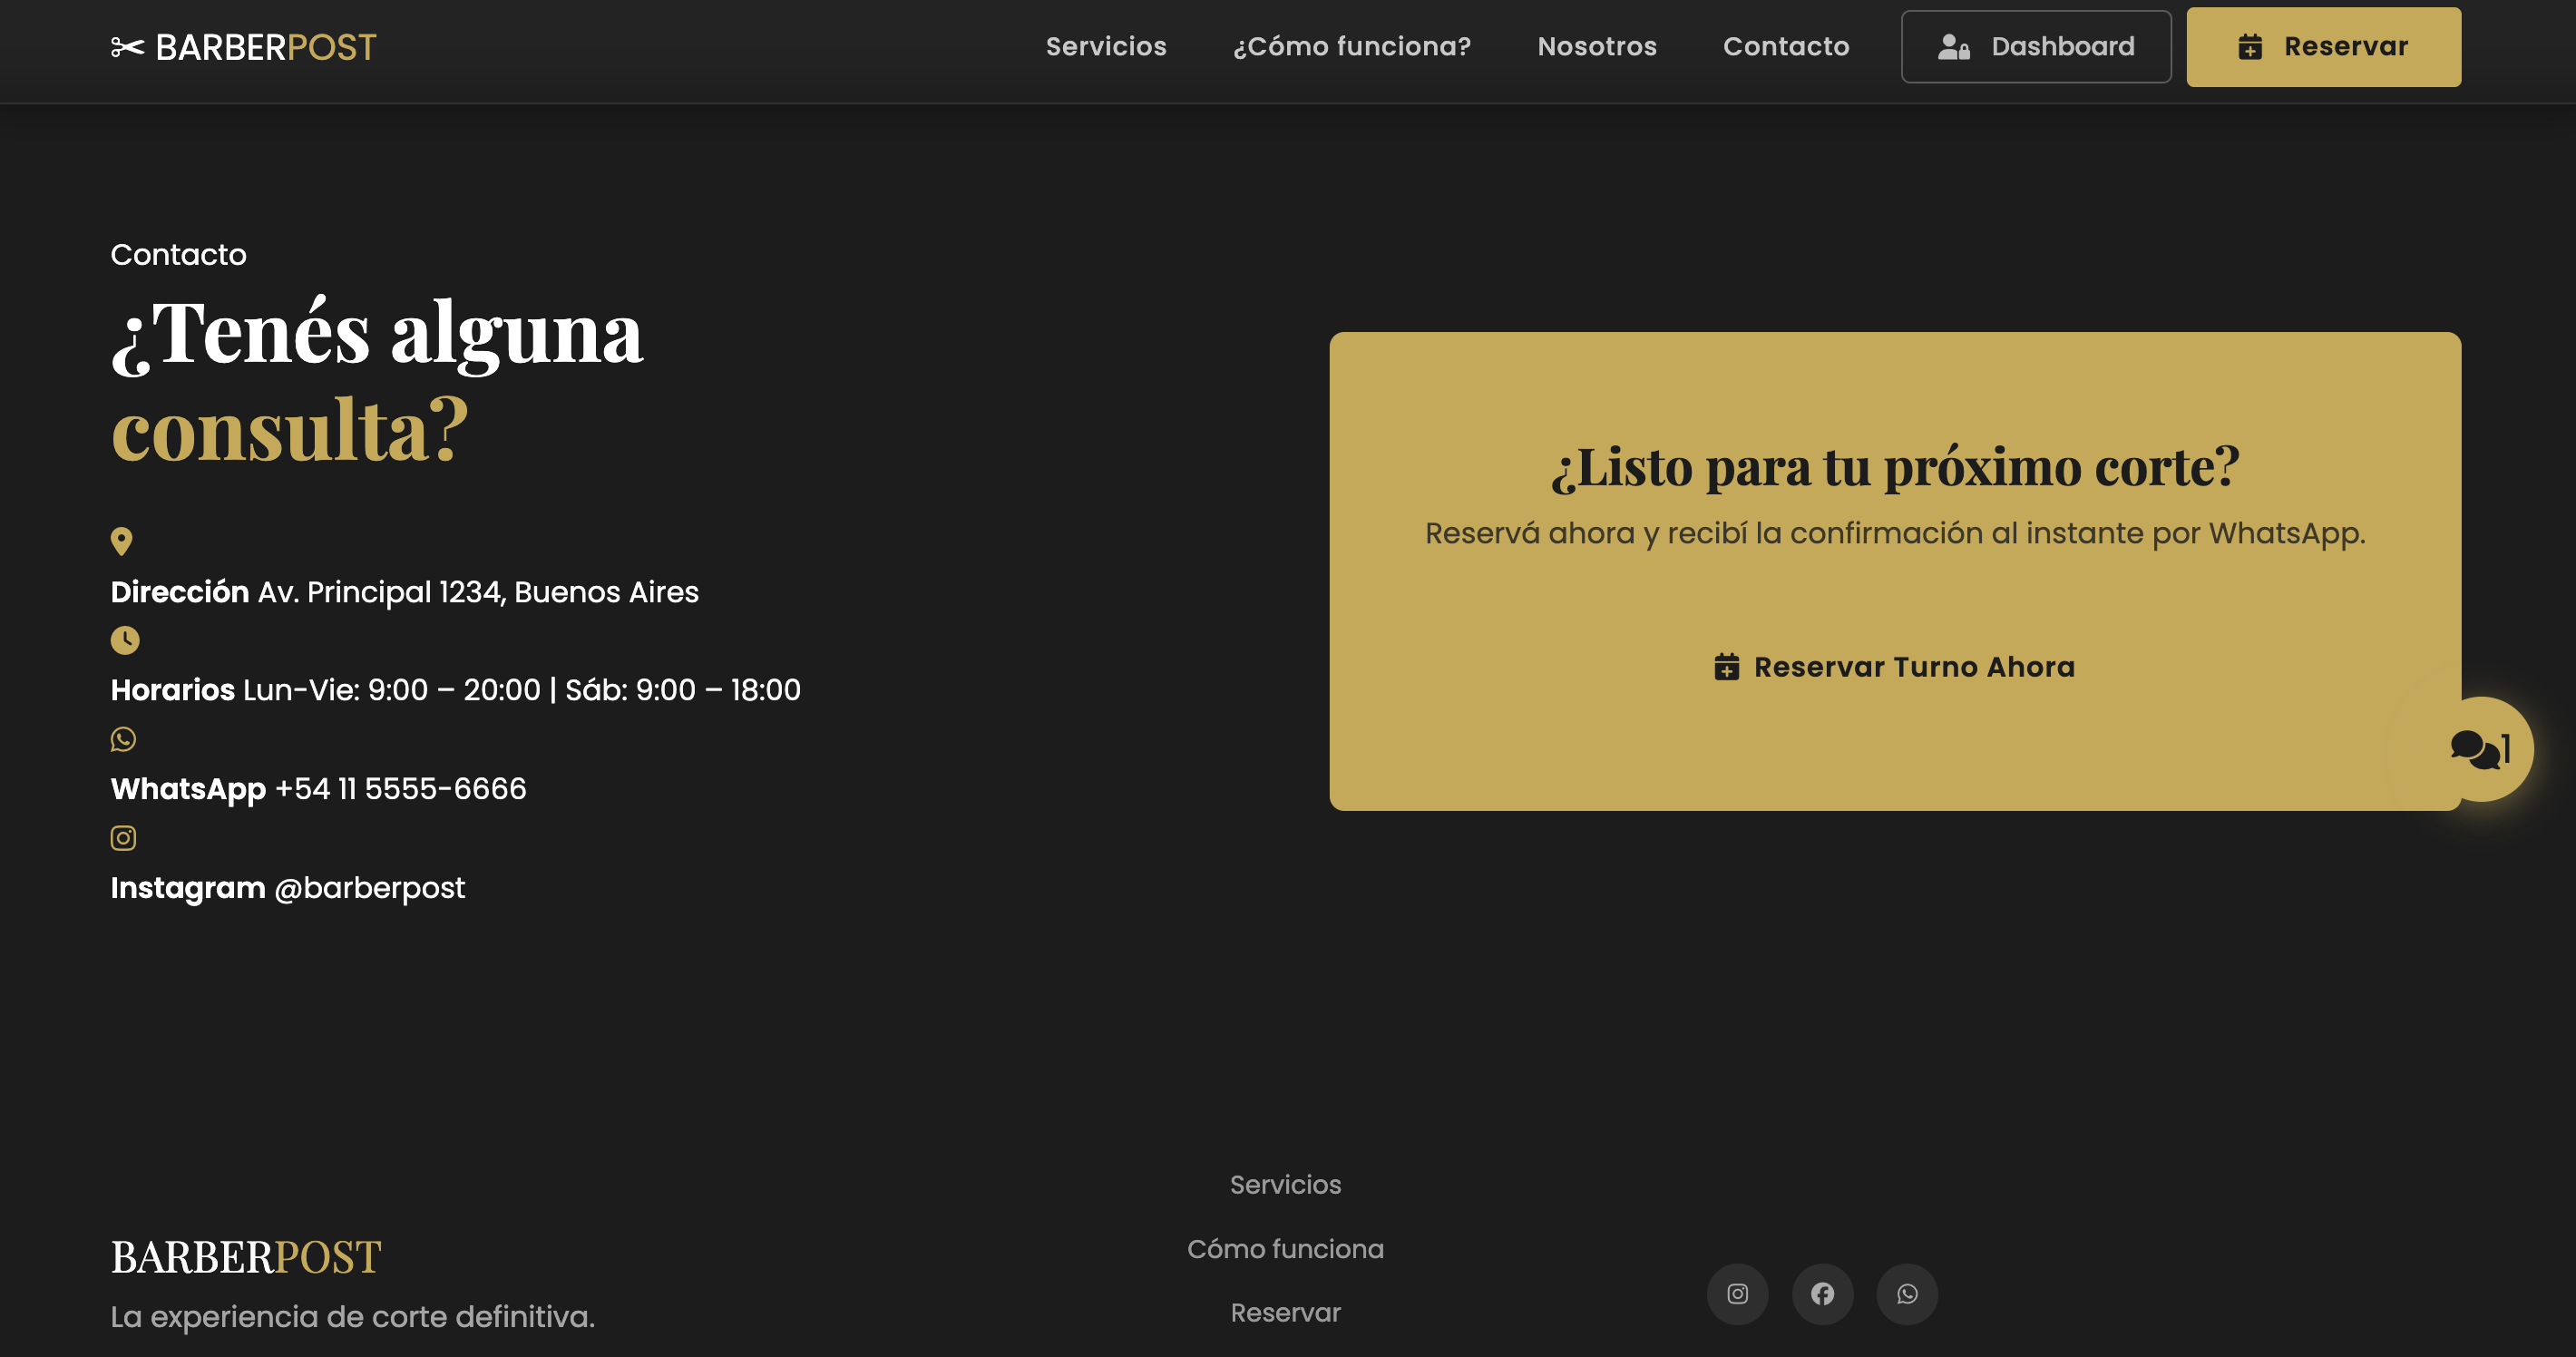 BARBERPOST
Servicios
¿Cómo funciona?
Nosotros
Contacto
Dashboard
Reservar
Contacto
¿Tenés alguna
consulta?
Dirección Av. Principal 1234, Buenos Aires
Horarios Lun-Vie: 9:00 – 20:00 | Sáb: 9:00 – 18:00
WhatsApp +54 11 5555-6666
Instagram @barberpost
¿Listo para tu próximo corte?
Reservá ahora y recibí la confirmación al instante por WhatsApp.
Reservar Turno Ahora
1
BARBERPOST
La experiencia de corte definitiva.
Servicios
Cómo funciona
Reservar